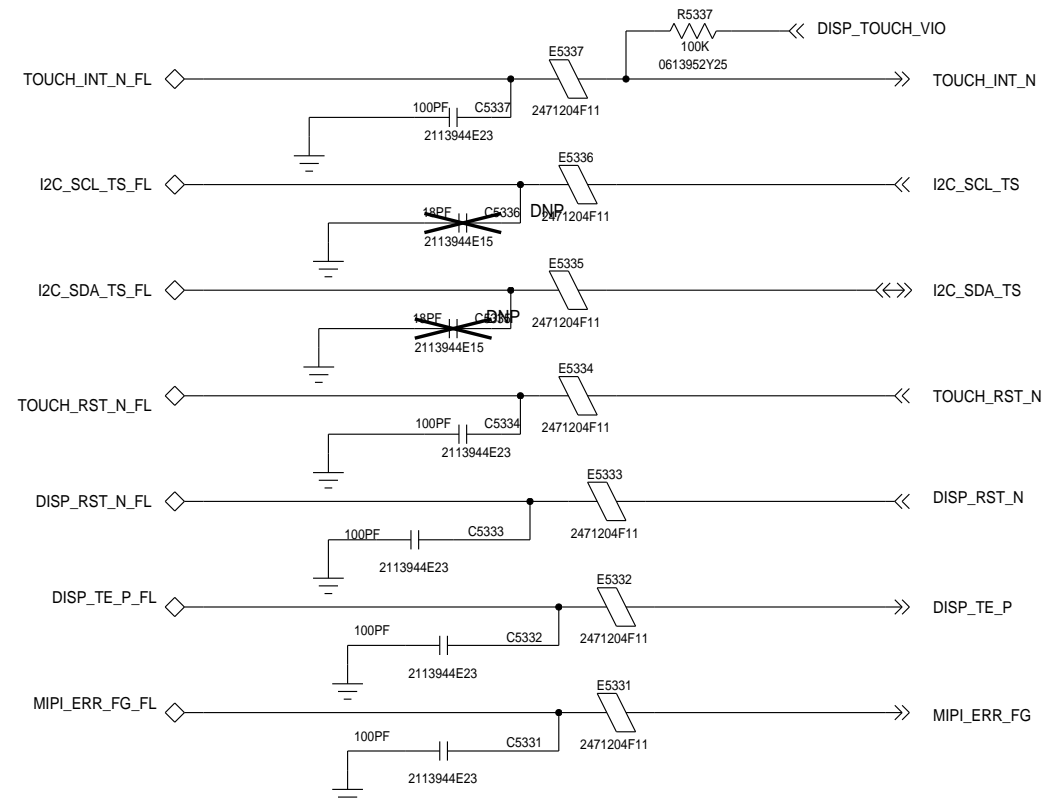 R5337
DISP_TOUCH_VIO
100K
0613952Y25
E5337
TOUCH_INT_N_FL
TOUCH_INT_N
100PF C5337
2471204F11
2113944E23
E5336
I2C_SCL_TS_FL
I2C_SCL_TS
18PF C5336 DNP
2471204F11
2113944E15
E5335
I2C_SDA_TS_FL
I2C_SDA_TS
18PF C5335 DNP
2471204F11
2113944E15
E5334
TOUCH_RST_N_FL
TOUCH_RST_N
100PF C5334
2471204F11
2113944E23
E5333
DISP_RST_N_FL
DISP_RST_N
100PF C5333
2471204F11
2113944E23
E5332
DISP_TE_P_FL
DISP_TE_P
100PF C5332
2471204F11
2113944E23
E5331
MIPI_ERR_FG_FL
MIPI_ERR_FG
100PF C5331
2471204F11
2113944E23